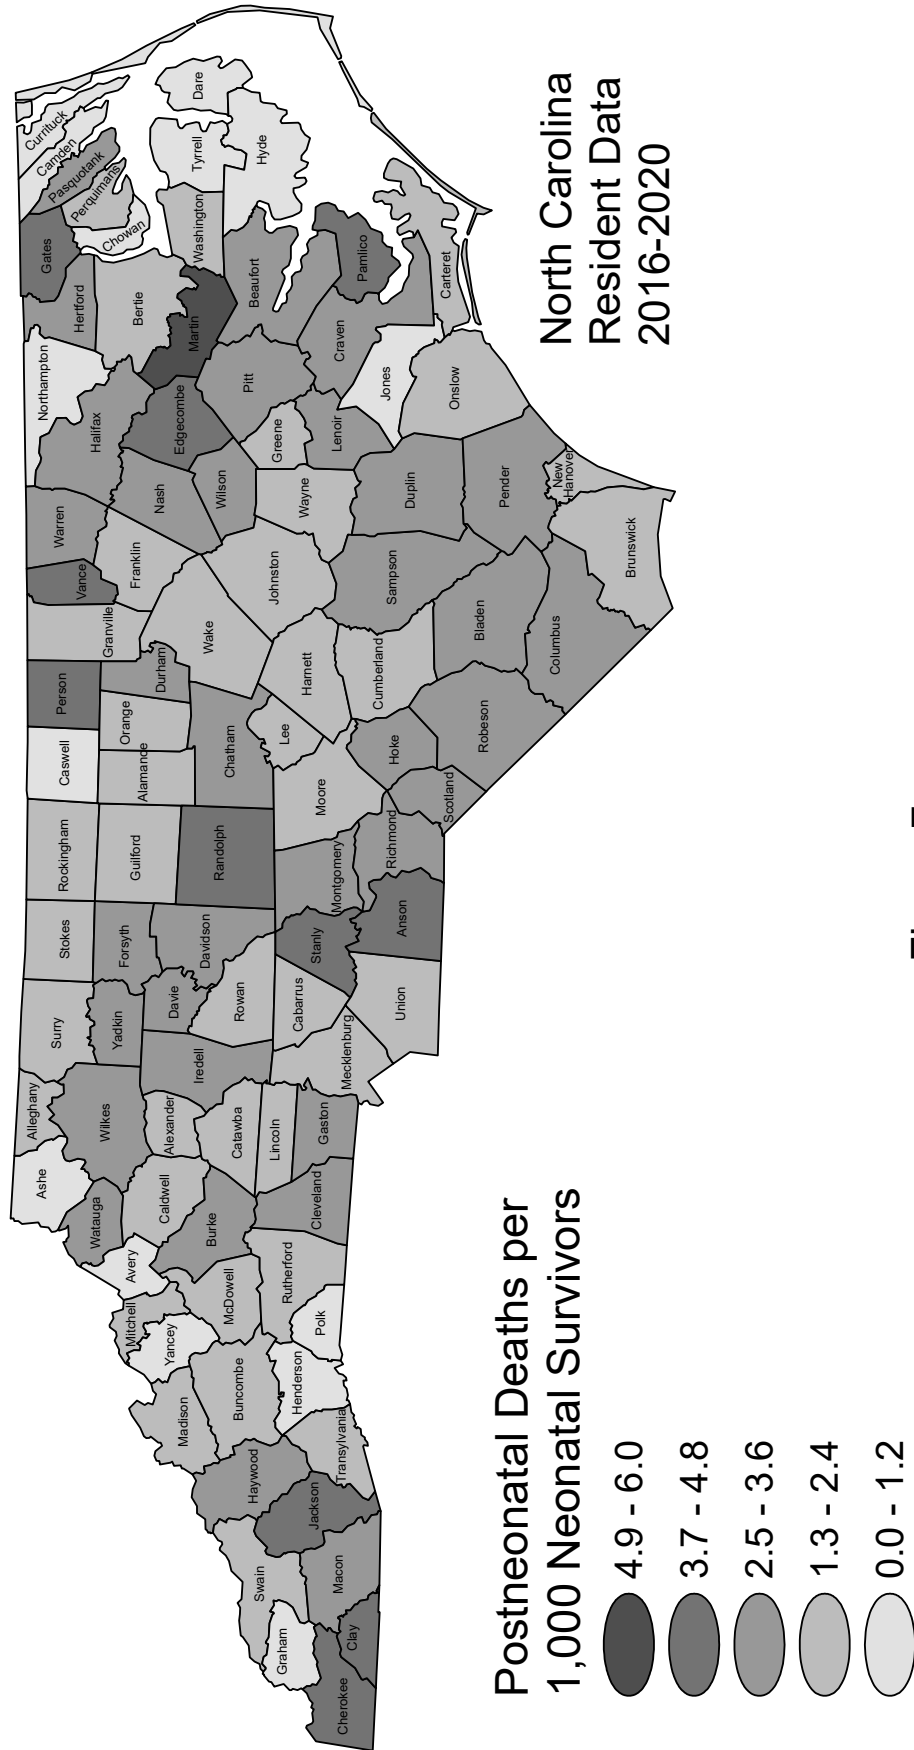 Cherokee
Graham
Clay
Swain
Macon
Jackson
Haywood
Transylvania
Madison
Buncombe
Henderson
Yancey
Mitchell
McDowell
Polk
Rutherford
Avery
Burke
Caldwell
Cleveland
Watauga
Ashe
Alleghany
Wilkes
Alexander
Catawba
Lincoln
Gaston
Surry
Yadkin
Iredell
Mecklenburg
Davie
Rowan
Cabarrus
Union
Stokes
Forsyth
Davidson
Stanly
Anson
Rockingham
Guilford
Randolph
Montgomery
Richmond
Caswell
Alamance
Orange
Chatham
Moore
Lee
Scotland
Hoke
Person
Durham
Granville
Wake
Harnett
Cumberland
Robeson
Bladen
Columbus
Vance
Warren
Franklin
Johnston
Sampson
Brunswick
Halifax
Nash
Wilson
Wayne
Duplin
Pender
New
Hanover
Northampton
Edgecombe
Pitt
Greene
Lenoir
Jones
Onslow
Hertford
Bertie
Martin
Beaufort
Craven
Pamlico
Carteret
Gates
Chowan
Perquimans
Pasquotank
Camden
Currituck
Washington
Tyrrell
Dare
Hyde
North Carolina
Resident Data
2016-2020
Postneonatal Deaths per
1,000 Neonatal Survivors
4.9 - 6.0
3.7 - 4.8
2.5 - 3.6
1.3 - 2.4
0.0 - 1.2